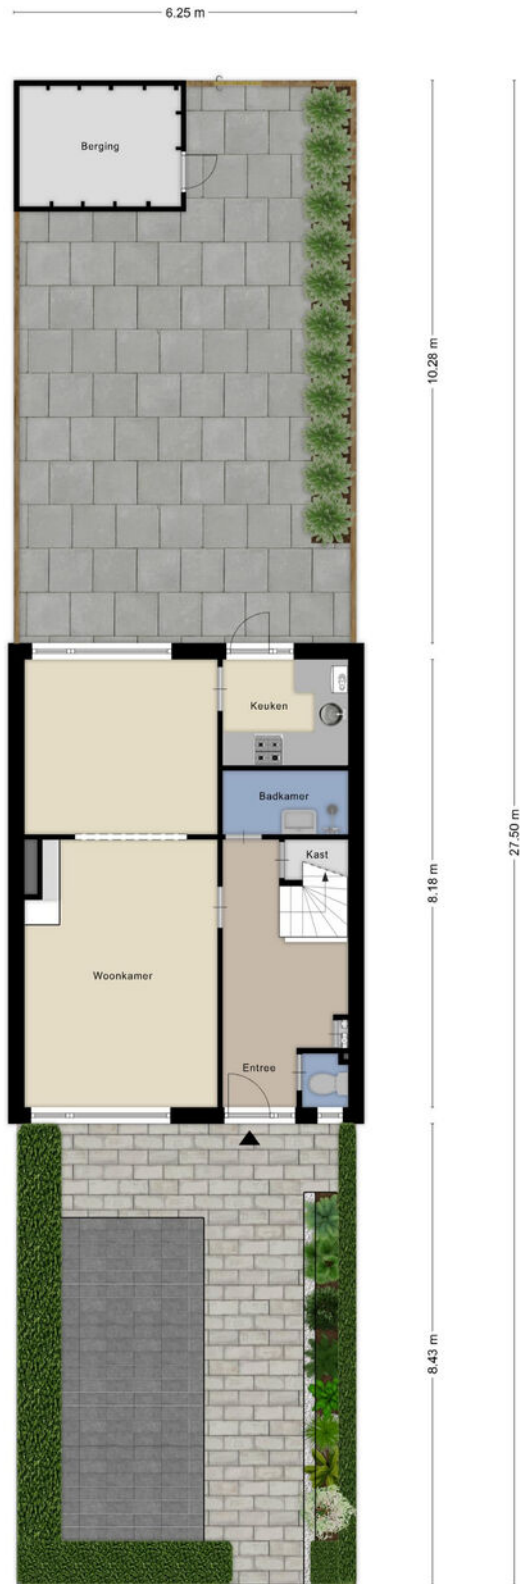 6.25 m
Berging
10.28 m
Keuken
Badkamer
27.50 m
Kast
8.18 m
Woonkamer
Entree
8.43 m